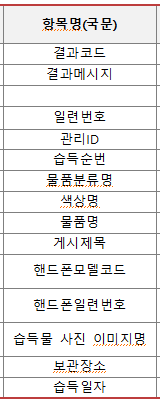 항목명(국문)
결과코드
결과메시지
일련번호
관리ID
습득순번
물품분류명
색상명
물품명
게시제목
핸드폰모델코드
핸드폰일련번호
습득물 사진 이미지명
보관장소
습득일자